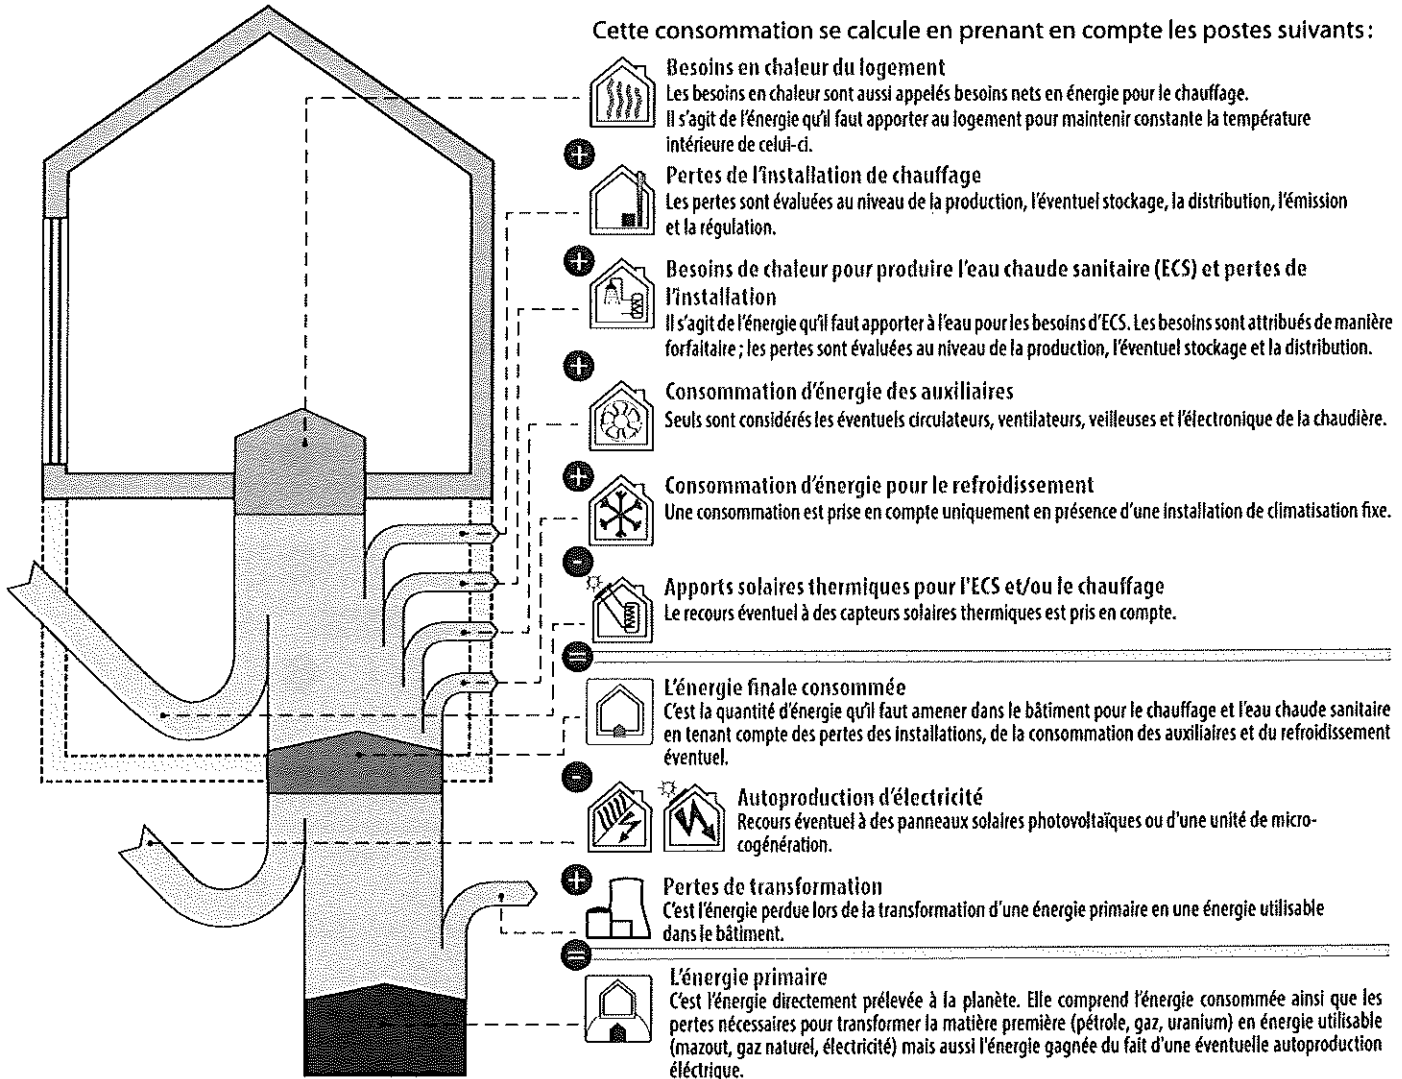 Cette consommation se calcule en prenant en compte les postes suivants :
Besoins en chaleur du logement
Les besoins en chaleur sont aussi appelés besoins nets en énergie pour le chauffage.
Il s'agit de l'énergie qu'il faut apporter au logement pour maintenir constante la température
intérieure de celui-ci.
+
Pertes de l'installation de chauffage
Les pertes sont évaluées au niveau de la production, l'éventuel stockage, la distribution, l'émission
et la régulation.
+
Besoins de chaleur pour produire l'eau chaude sanitaire (ECS) et pertes de
l'installation
Il s'agit de l'énergie qu'il faut apporter à l'eau pour les besoins d'ECS. Les besoins sont attribués de manière
forfaitaire ; les pertes sont évaluées au niveau de la production, l'éventuel stockage et la distribution.
+
Consommation d'énergie des auxiliaires
Seuls sont considérés les éventuels circulateurs, ventilateurs, veilleuses et l'électronique de la chaudière.
+
Consommation d'énergie pour le refroidissement
Une consommation est prise en compte uniquement en présence d'une installation de climatisation fixe.
-
Apports solaires thermiques pour l'ECS et/ou le chauffage
Le recours éventuel à des capteurs solaires thermiques est pris en compte.
=
L'énergie finale consommée
C'est la quantité d'énergie qu'il faut amener dans le bâtiment pour le chauffage et l'eau chaude sanitaire
en tenant compte des pertes des installations, de la consommation des auxiliaires et du refroidissement
éventuel.
-
Autoproduction d'électricité
Recours éventuel à des panneaux solaires photovoltaïques ou d'une unité de micro-
cogénération.
+
Pertes de transformation
C'est l'énergie perdue lors de la transformation d'une énergie primaire en une énergie utilisable
dans le bâtiment.
=
L'énergie primaire
C'est l'énergie directement prélevée à la planète. Elle comprend l'énergie consommée ainsi que les
pertes nécessaires pour transformer la matière première (pétrole, gaz, uranium) en énergie utilisable
(mazout, gaz naturel, électricité) mais aussi l'énergie gagnée du fait d'une éventuelle autoproduction
éléctrique.